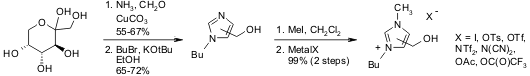 HO OH
O
OH
HO
OH
OH
1. NH₃, CH₂O
CuCO₃
55-67%
2. BuBr, KOtBu
EtOH
65-72%
N
N
Bu
OH
1. MeI, CH₂Cl₂
2. MetalX
99% (2 steps)
CH₃
N
N
+
Bu
OH
X⁻
X = I, OTs, OTf,
NTf₂, N(CN)₂,
OAc, OC(O)CF₃